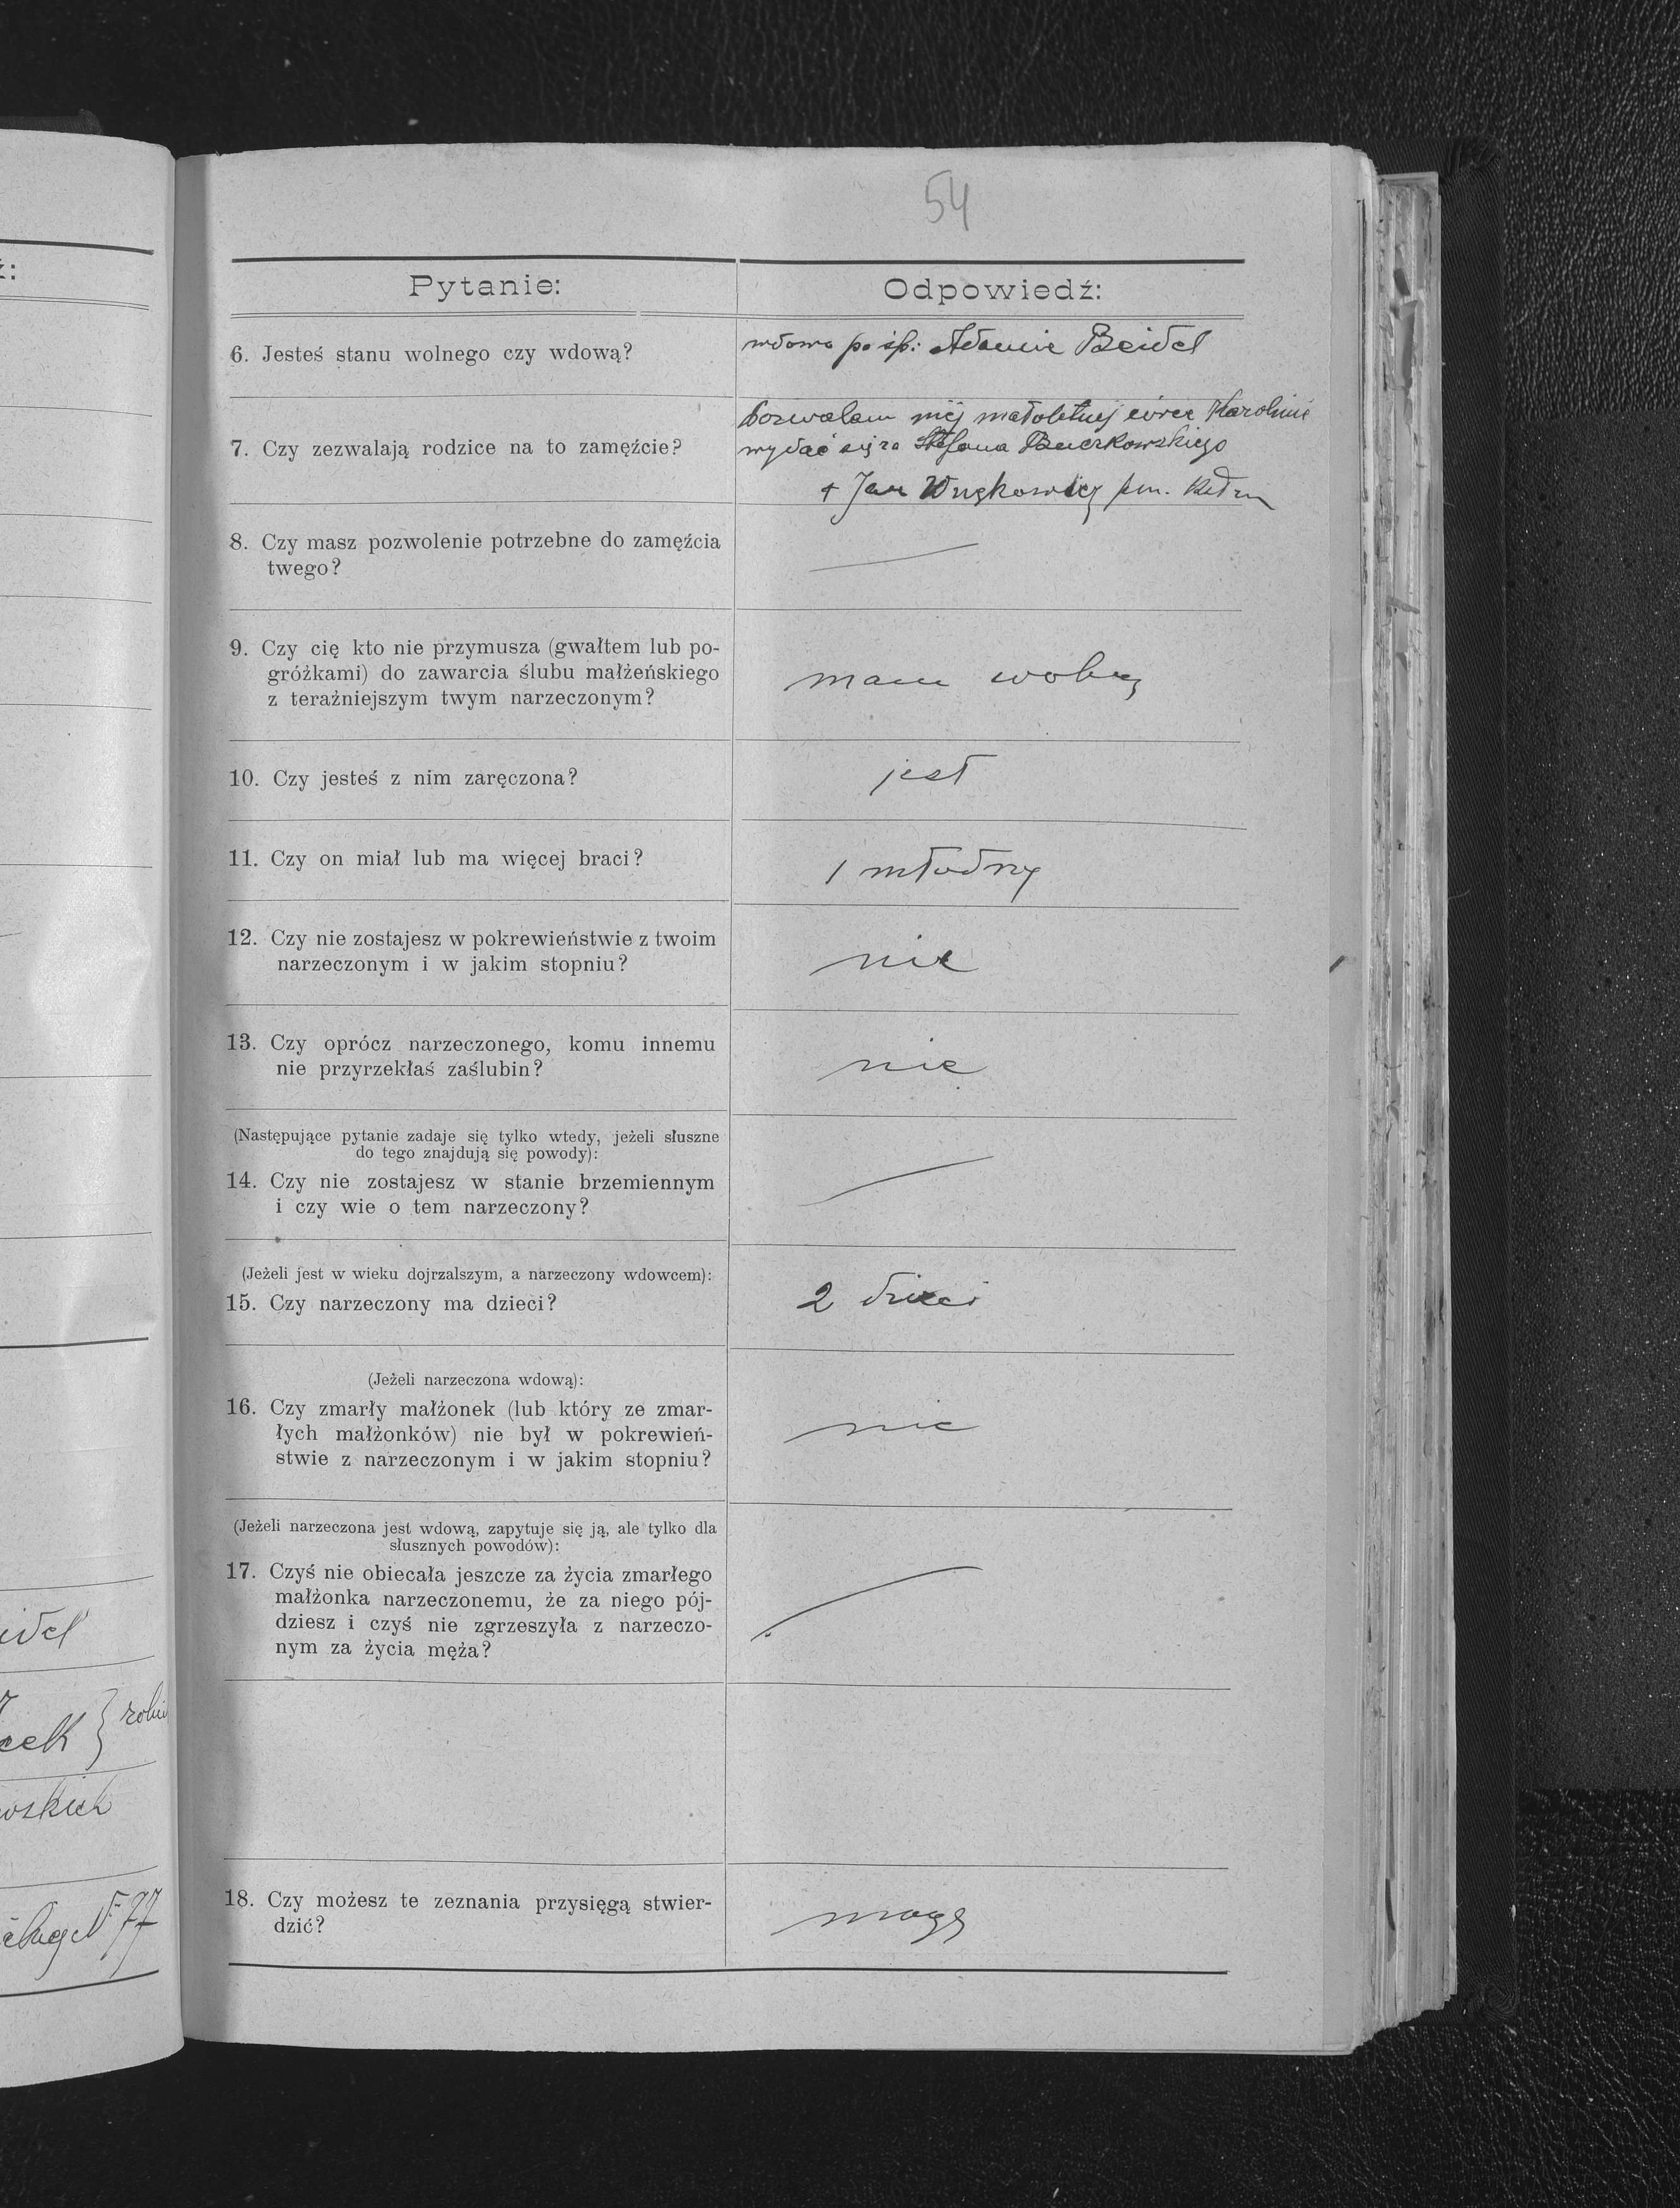 54
ź:
Pytanie: Odpowiedź:
6. Jesteś stanu wolnego czy wdową? wdowa po śp: Adamie Beidel
dozwalam mej małoletniej córce Karolinie
7. Czy zezwalają rodzice na to zamęźcie? wydać się za Stefana Buczkowskiego
+ Jan
8. Czy masz pozwolenie potrzebne do zamęźcia
twego?
9. Czy cię kto nie przymusza (gwałtem lub po-
gróżkami) do zawarcia ślubu małżeńskiego mam wolę
z teraźniejszym twym narzeczonym?
10. Czy jesteś z nim zaręczona? jest
11. Czy on miał lub ma więcej braci? 1 młodszy
12. Czy nie zostajesz w pokrewieństwie z twoim
narzeczonym i w jakim stopniu? nie
13. Czy oprócz narzeczonego, komu innemu
nie przyrzekłaś zaślubin? nie
(Następujące pytanie zadaje się tylko wtedy, jeżeli słuszne
do tego znajdują się powody):
14. Czy nie zostajesz w stanie brzemiennym
i czy wie o tem narzeczony?
(Jeżeli jest w wieku dojrzalszym, a narzeczony wdowcem):
15. Czy narzeczony ma dzieci? 2 dzieci
(Jeżeli narzeczona wdową):
16. Czy zmarły małżonek (lub który ze zmar-
łych małżonków) nie był w pokrewień- nie
stwie z narzeczonym i w jakim stopniu?
(Jeżeli narzeczona jest wdową, zapytuje się ją, ale tylko dla
słusznych powodów):
17. Czyś nie obiecała jeszcze za życia zmarłego
małżonka narzeczonemu, że za niego pój-
dziesz i czyś nie zgrzeszyła z narzeczo-
nym za życia męża?
idel
wskich
N 77
18. Czy możesz te zeznania przysięgą stwier-
dzić? mogę